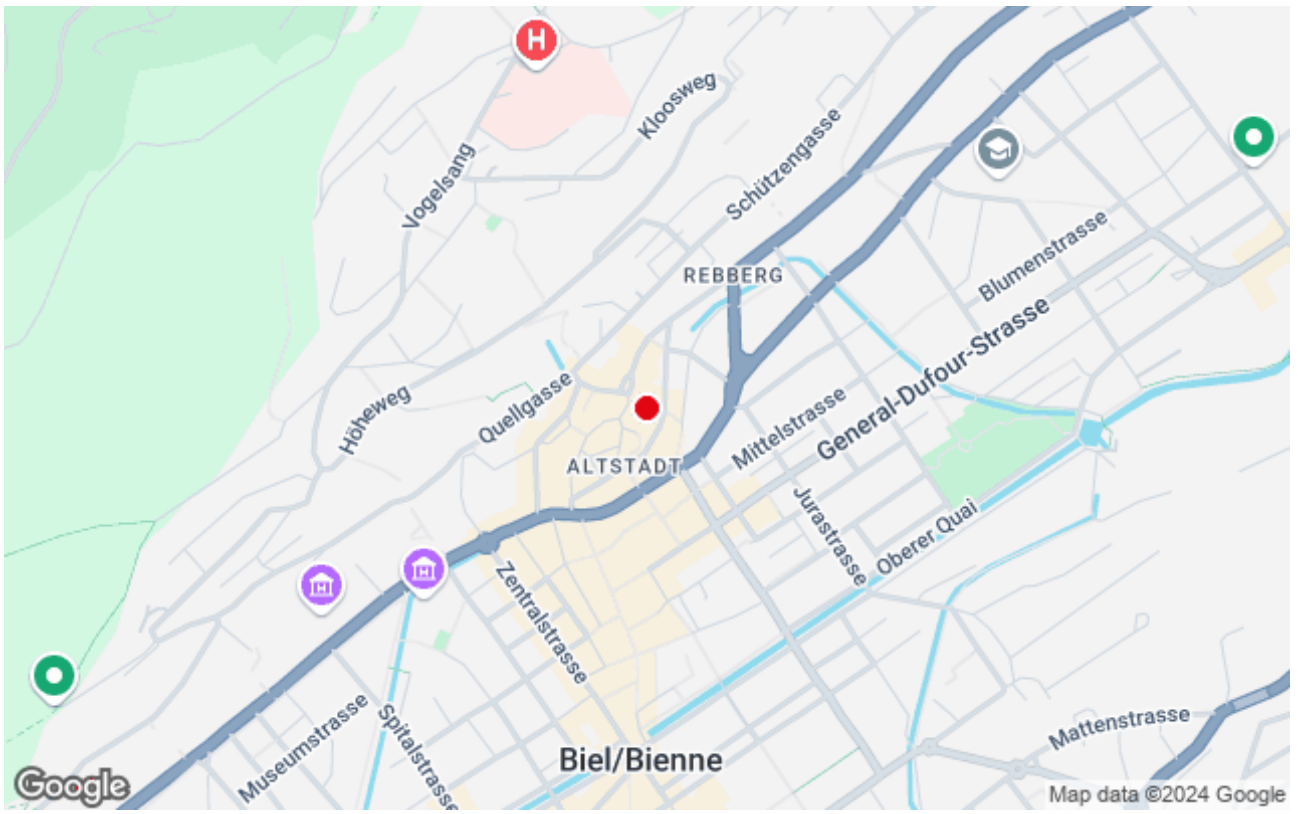 H
Kloosweg
Schützengasse
Vogelsang
Blumenstrasse
REBBERG
General-Dufour-Strasse
Höheweg
Quellgasse
Mittelstrasse
ALTSTADT
Jurastrasse
Oberer Quai
Zentralstrasse
Museumstrasse
Spitalstrasse
Mattenstrasse
Biel/Bienne
Google
Map data ©2024 Google